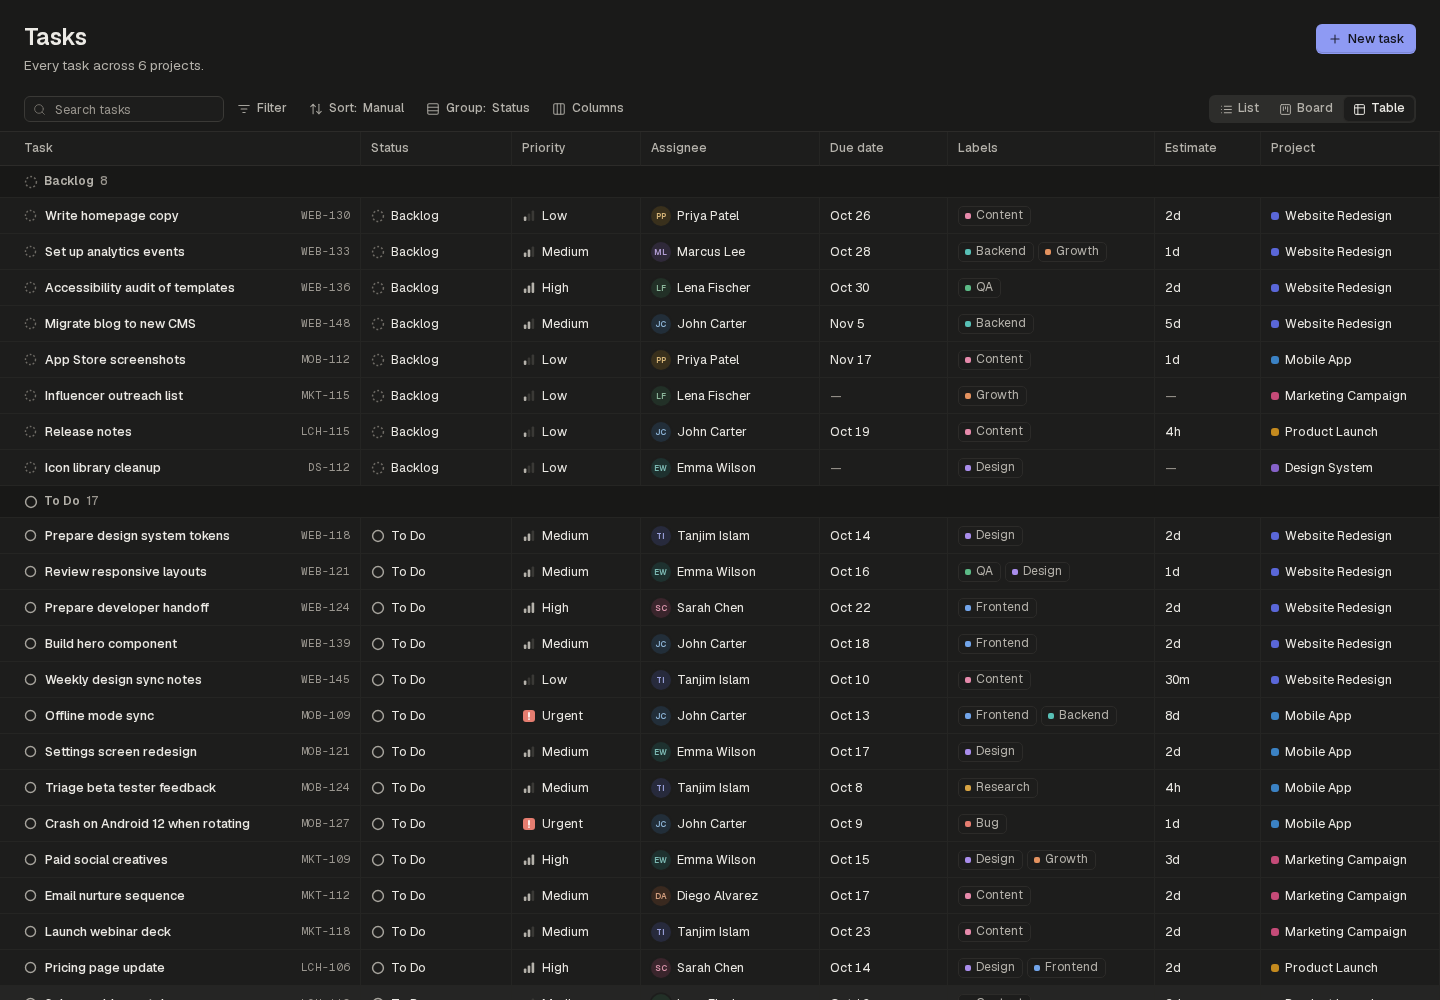 Tasks
Every task across 6 projects.
New task
Search tasks Filter Sort: Manual Group: Status Columns List Board Table
Task Status Priority Assignee Due date Labels Estimate Project
Backlog 8
Write homepage copy WEB-130 Backlog Low PP Priya Patel Oct 26 Content 2d Website Redesign
Set up analytics events WEB-133 Backlog Medium ML Marcus Lee Oct 28 Backend Growth 1d Website Redesign
Accessibility audit of templates WEB-136 Backlog High LF Lena Fischer Oct 30 QA 2d Website Redesign
Migrate blog to new CMS WEB-148 Backlog Medium JC John Carter Nov 5 Backend 5d Website Redesign
App Store screenshots MOB-112 Backlog Low PP Priya Patel Nov 17 Content 1d Mobile App
Influencer outreach list MKT-115 Backlog Low LF Lena Fischer — Growth — Marketing Campaign
Release notes LCH-115 Backlog Low JC John Carter Oct 19 Content 4h Product Launch
Icon library cleanup DS-112 Backlog Low EW Emma Wilson — Design — Design System
To Do 17
Prepare design system tokens WEB-118 To Do Medium TI Tanjim Islam Oct 14 Design 2d Website Redesign
Review responsive layouts WEB-121 To Do Medium EW Emma Wilson Oct 16 QA Design 1d Website Redesign
Prepare developer handoff WEB-124 To Do High SC Sarah Chen Oct 22 Frontend 2d Website Redesign
Build hero component WEB-139 To Do Medium JC John Carter Oct 18 Frontend 2d Website Redesign
Weekly design sync notes WEB-145 To Do Low TI Tanjim Islam Oct 10 Content 30m Website Redesign
Offline mode sync MOB-109 To Do Urgent JC John Carter Oct 13 Frontend Backend 8d Mobile App
Settings screen redesign MOB-121 To Do Medium EW Emma Wilson Oct 17 Design 2d Mobile App
Triage beta tester feedback MOB-124 To Do Medium TI Tanjim Islam Oct 8 Research 4h Mobile App
Crash on Android 12 when rotating MOB-127 To Do Urgent JC John Carter Oct 9 Bug 1d Mobile App
Paid social creatives MKT-109 To Do High EW Emma Wilson Oct 15 Design Growth 3d Marketing Campaign
Email nurture sequence MKT-112 To Do Medium DA Diego Alvarez Oct 17 Content 2d Marketing Campaign
Launch webinar deck MKT-118 To Do Medium TI Tanjim Islam Oct 23 Content 2d Marketing Campaign
Pricing page update LCH-106 To Do High SC Sarah Chen Oct 14 Design Frontend 2d Product Launch